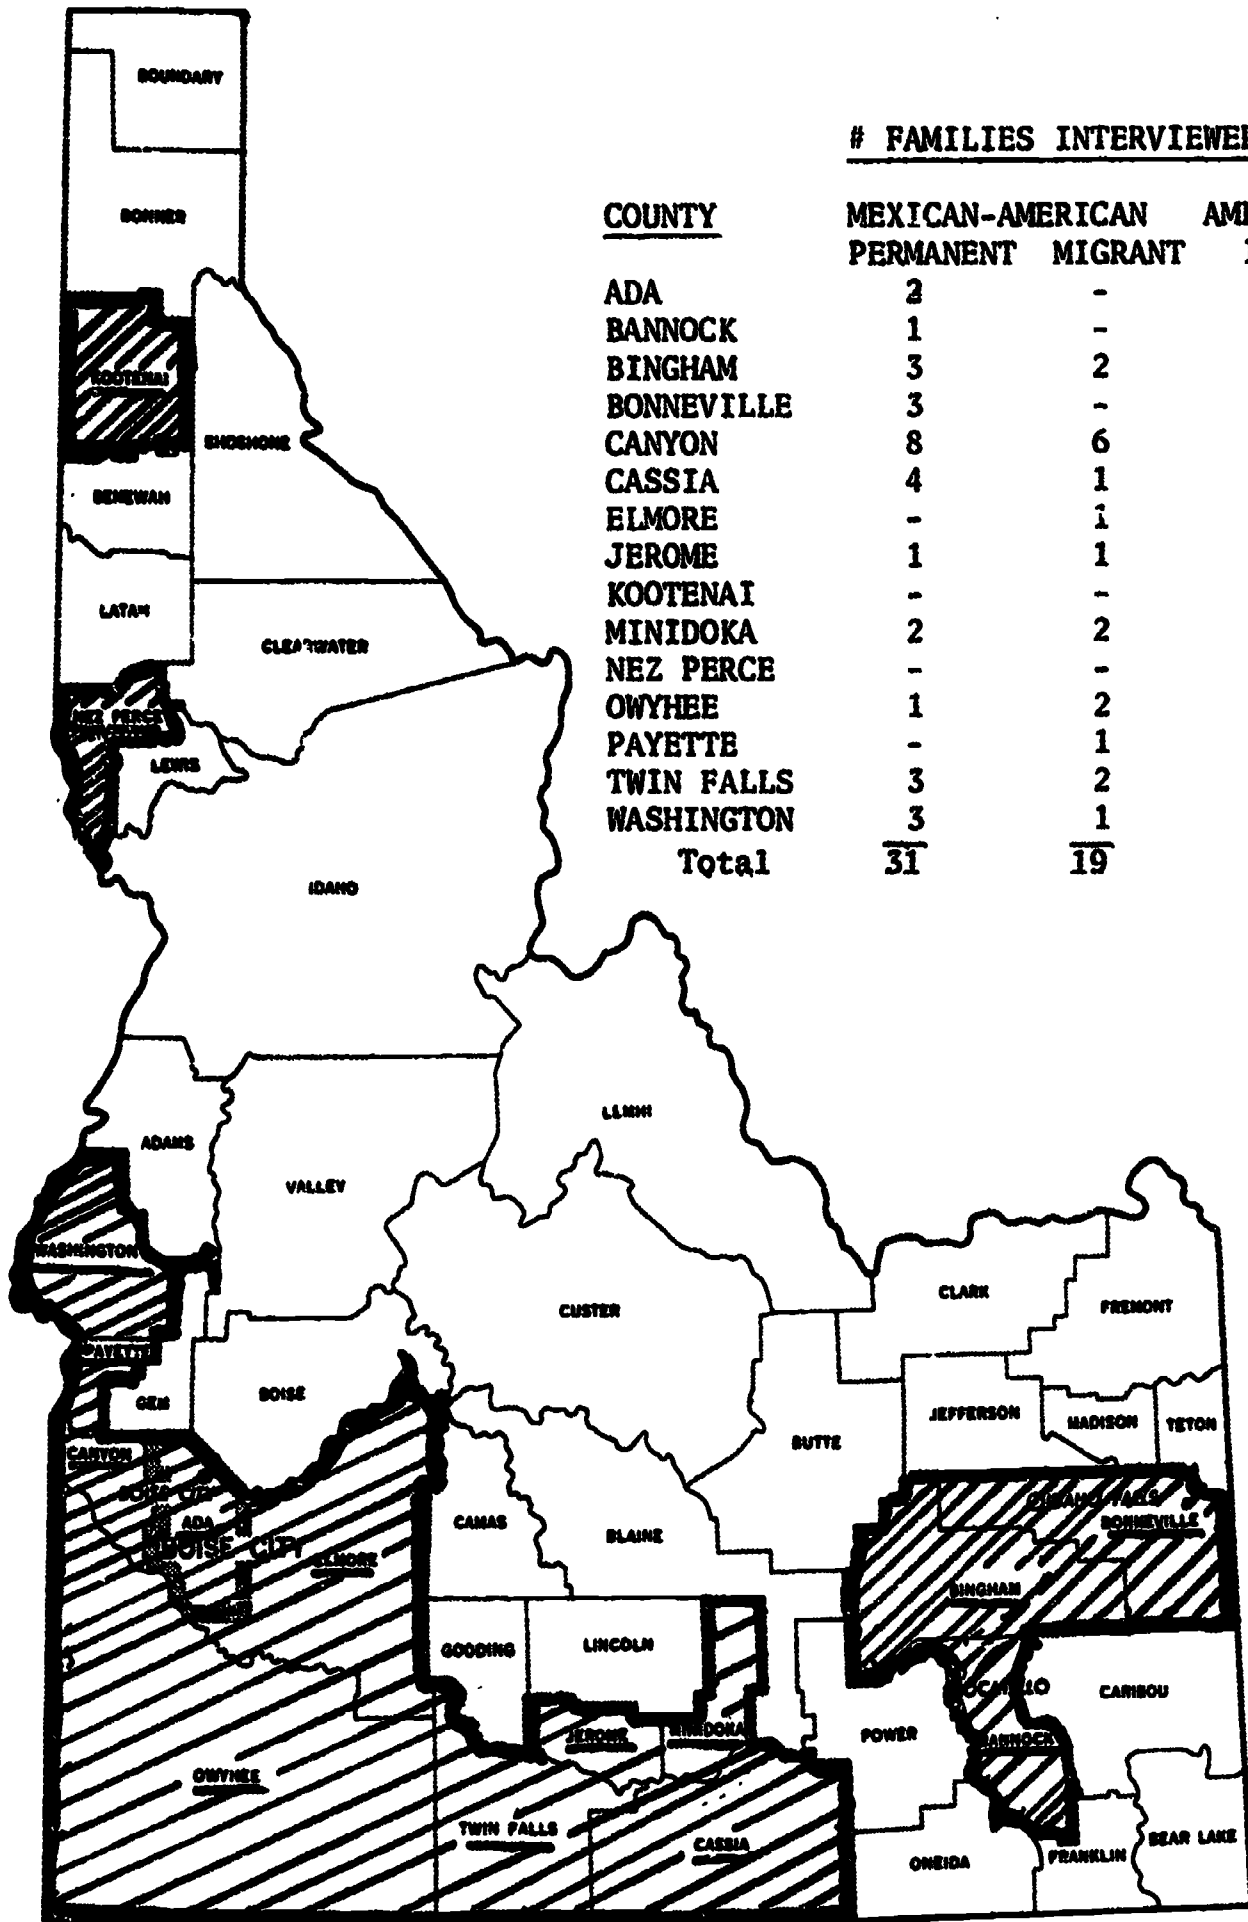 # FAMILIES INTERVIEWE
COUNTY MEXICAN-AMERICAN AM
PERMANENT MIGRANT
ADA 2 -
BANNOCK 1 -
BINGHAM 3 2
BONNEVILLE 3 -
CANYON 8 6
CASSIA 4 1
ELMORE - 1
JEROME 1 1
KOOTENAI - -
MINIDOKA 2 2
NEZ PERCE - -
OWYHEE 1 2
PAYETTE - 1
TWIN FALLS 3 2
WASHINGTON 3 1
Total 31 19
BOUNDARY
BONNER
KOOTENAI
SHOSHONE
BENEWAH
LATAH
CLEARWATER
NEZ PERCE
LEWIS
IDAHO
LEMHI
ADAMS
VALLEY
WASHINGTON
CUSTER
CLARK
FREMONT
PAYETTE
GEM
BOISE
JEFFERSON
MADISON
TETON
BUTTE
CANYON
BOISE CITY
ADA
BOISE CITY
ELMORE
CAMAS
BLAINE
IDAHO FALLS
BONNEVILLE
BINGHAM
GOODING
LINCOLN
POCATELLO
CARIBOU
JEROME
MINIDOKA
POWER
BANNOCK
OWYHEE
TWIN FALLS
CASSIA
ONEIDA
FRANKLIN
BEAR LAKE